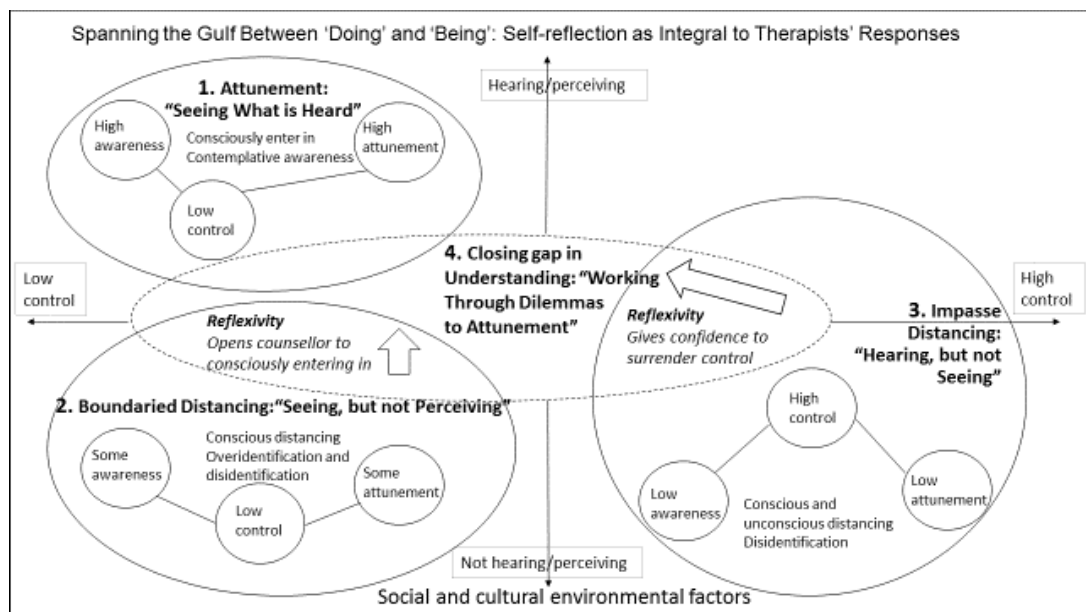 Spanning the Gulf Between ‘Doing’ and ‘Being’: Self-reflection as Integral to Therapists’ Responses
Hearing/perceiving
1. Attunement:
“Seeing What is Heard”
High
awareness
Consciously enter in
Contemplative awareness
High
attunement
Low
control
Low
control
4. Closing gap in
Understanding: “Working
Through Dilemmas
to Attunement”
High
control
Reflexivity
Opens counsellor to
consciously entering in
Reflexivity
Gives confidence to
surrender control
3. Impasse
Distancing:
“Hearing, but not
Seeing”
2. Boundaried Distancing:“Seeing, but not Perceiving”
Some
awareness
Conscious distancing
Overidentification and
disidentification
Some
attunement
Low
control
High
control
Low
awareness
Low
attunement
Conscious and
unconscious distancing
Disidentification
Not hearing/perceiving
Social and cultural environmental factors